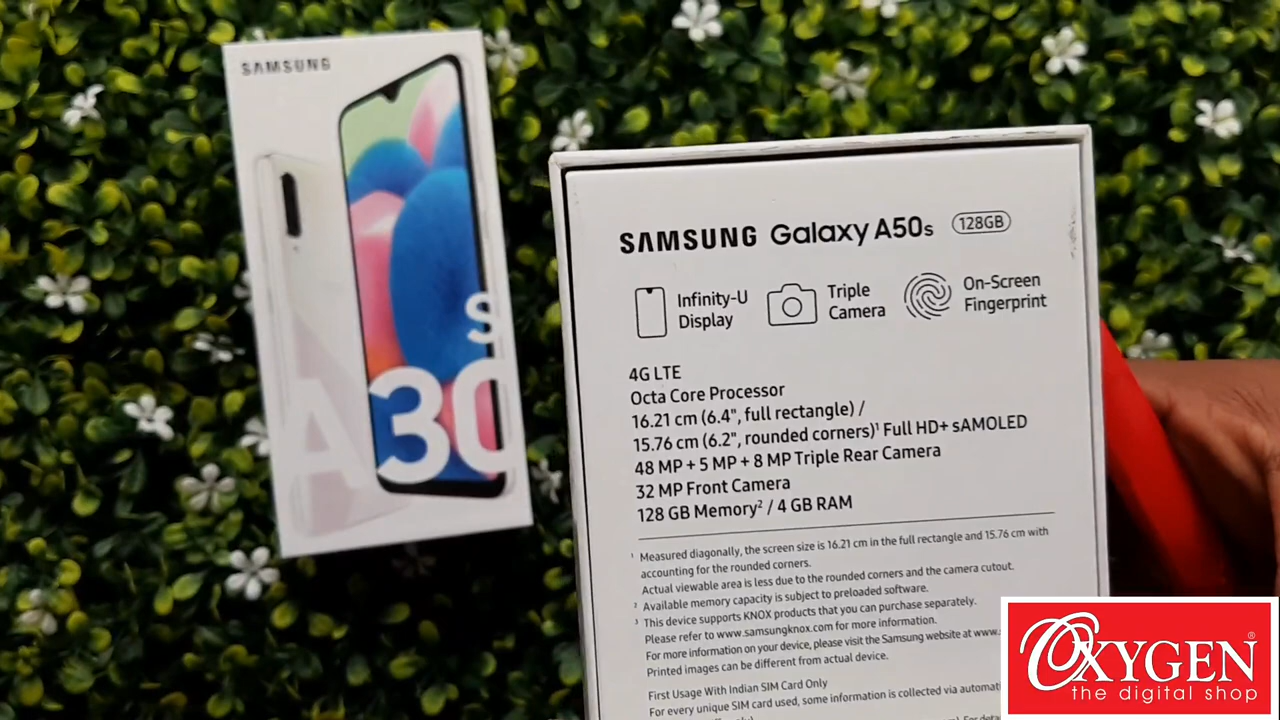 SAMSUNG
s
A30
SAMSUNG Galaxy A50s 128GB
Infinity-U
Display
Triple
Camera
On-Screen
Fingerprint
4G LTE
Octa Core Processor
16.21 cm (6.4", full rectangle) /
15.76 cm (6.2", rounded corners)¹ Full HD+ sAMOLED
48 MP + 5 MP + 8 MP Triple Rear Camera
32 MP Front Camera
128 GB Memory² / 4 GB RAM
¹ Measured diagonally, the screen size is 16.21 cm in the full rectangle and 15.76 cm with
accounting for the rounded corners.
Actual viewable area is less due to the rounded corners and the camera cutout.
² Available memory capacity is subject to preloaded software.
³ This device supports KNOX products that you can purchase separately.
Please refer to www.samsungknox.com for more information.
For more information on your device, please visit the Samsung website at www.
Printed images can be different from actual device.
First Usage With Indian SIM Card Only
For every unique SIM card used, some information is collected via automati
OXYGEN®
the digital shop